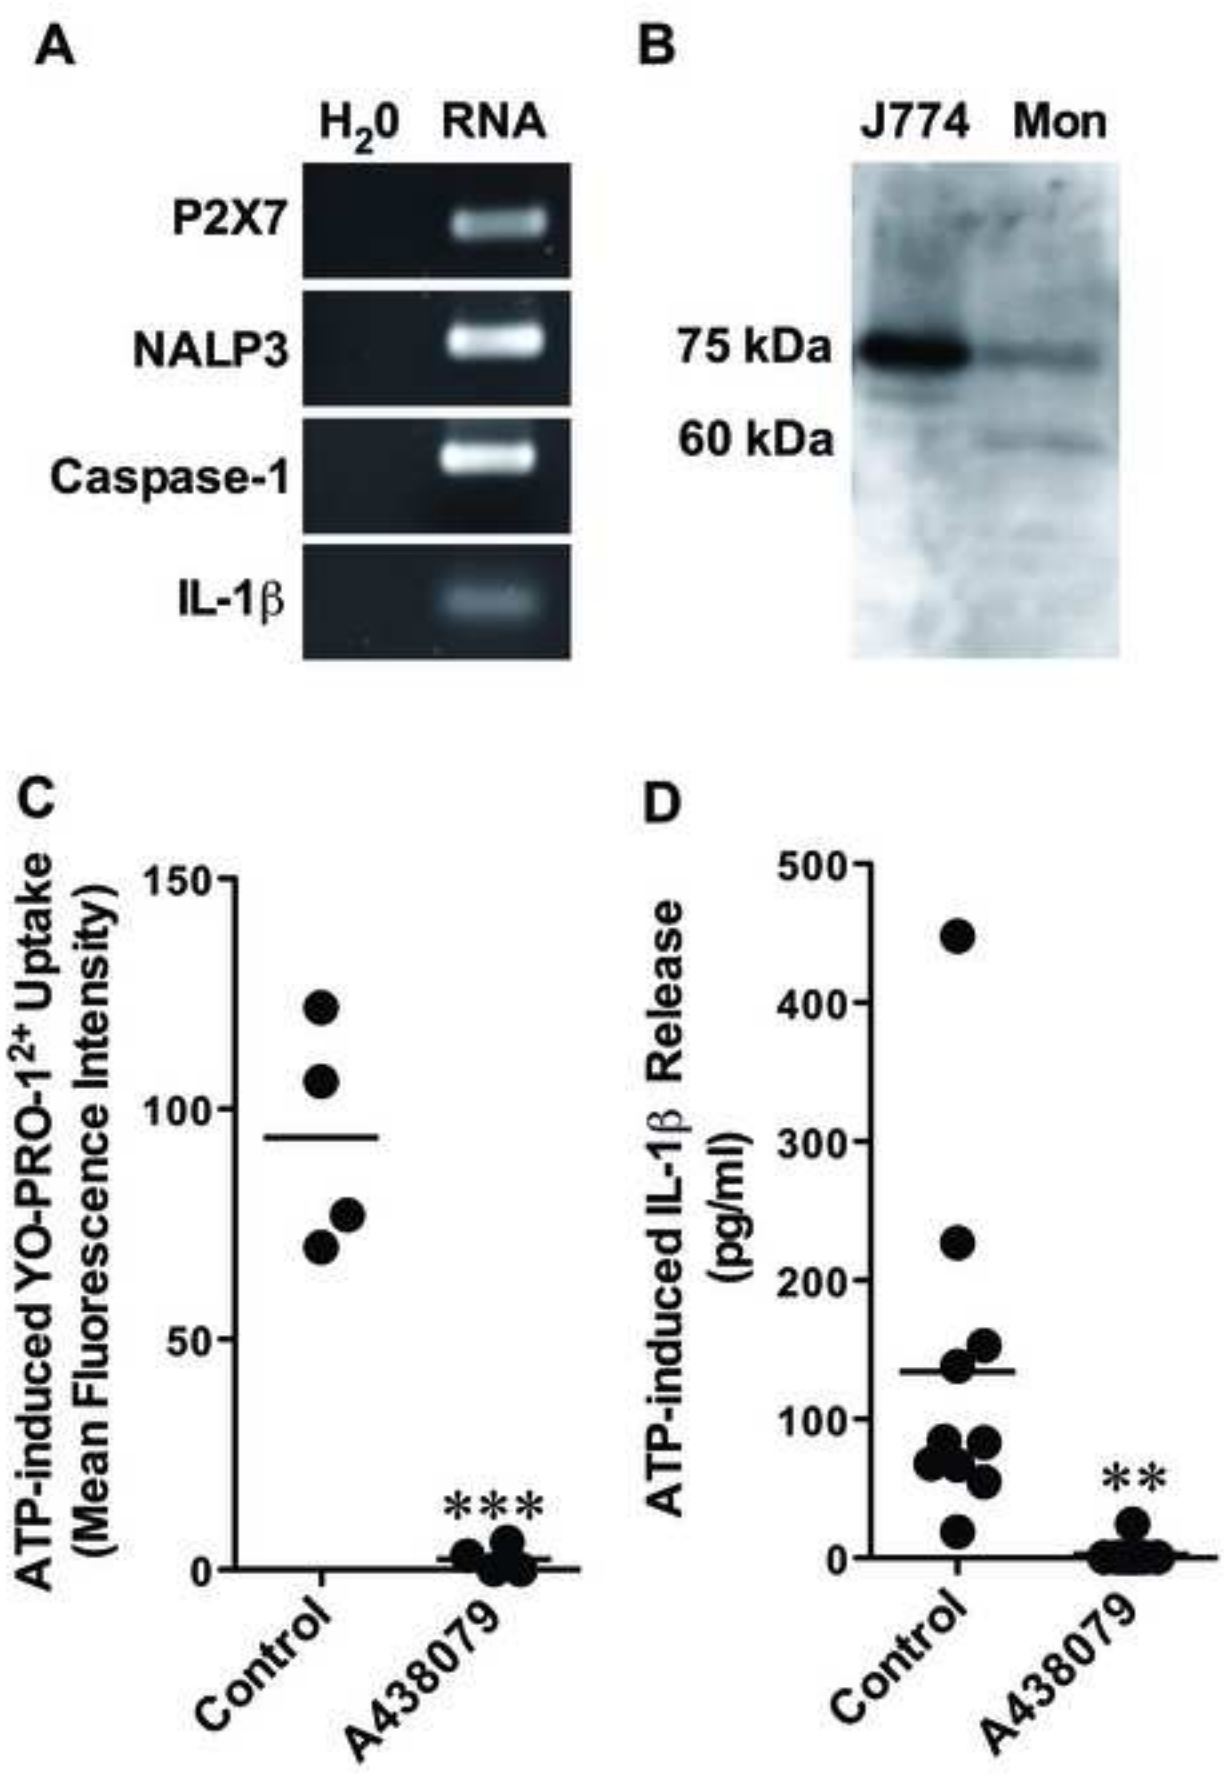 A
H₂0 RNA
P2X7
NALP3
Caspase-1
IL-1β
B
J774 Mon
75 kDa
60 kDa
C
ATP-induced YO-PRO-1²⁺ Uptake
(Mean Fluorescence Intensity)
150
100
50
0
***
Control
A438079
D
ATP-induced IL-1β Release
(pg/ml)
500
400
300
200
100
0
**
Control
A438079